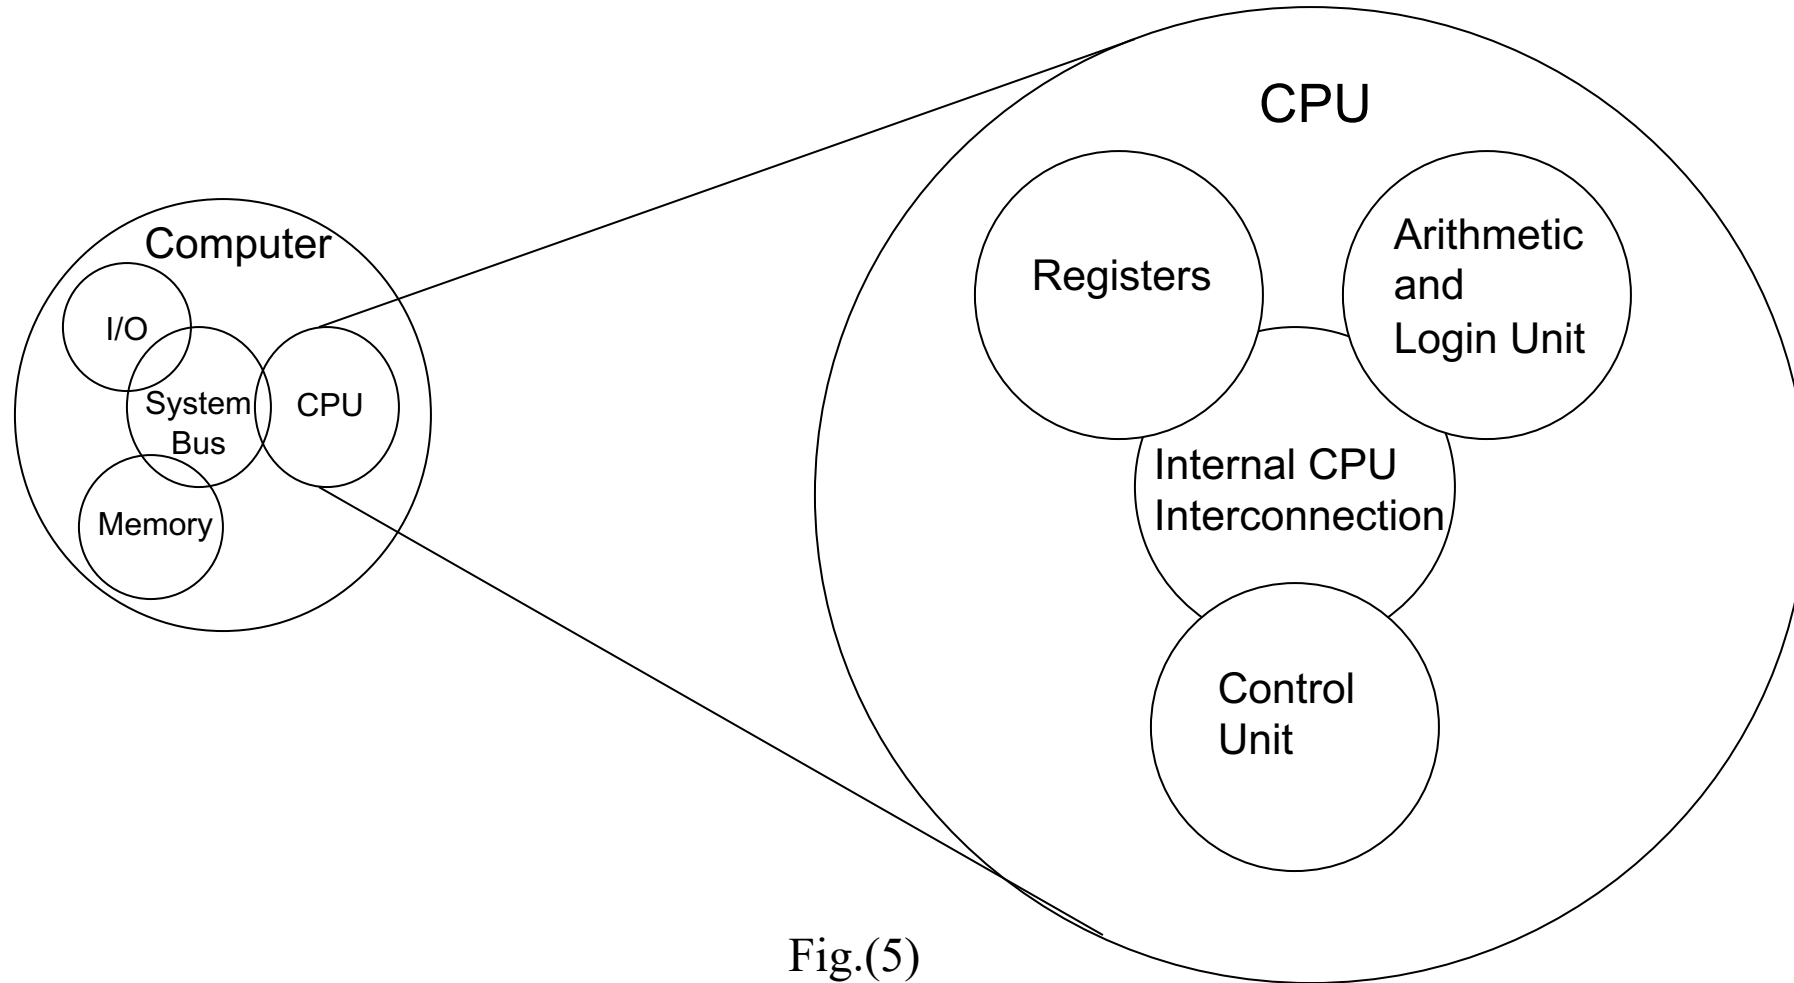 Computer
I/O
System
Bus
CPU
Memory
CPU
Registers
Arithmetic
and
Login Unit
Internal CPU
Interconnection
Control
Unit
Fig.(5)